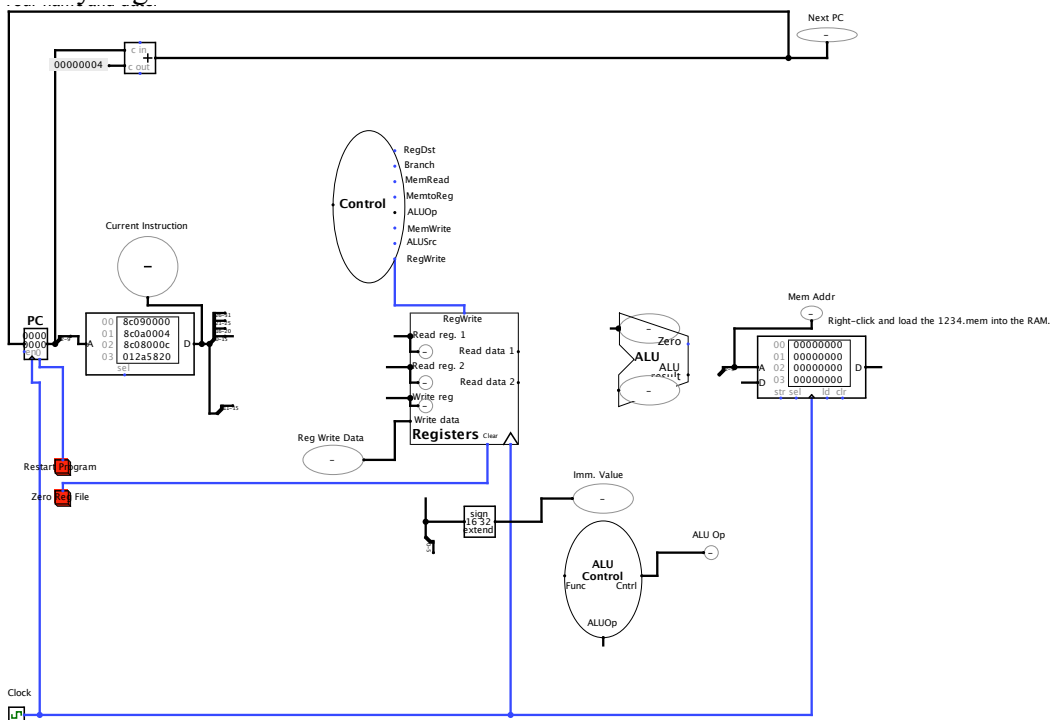 Next PC
c in
+
00000004
c out
RegDst
Branch
MemRead
Control
MemtoReg
ALUOp
MemWrite
ALUSrc
RegWrite
Current Instruction
–
PC
0000
0000
en0
00 8c090000
01 8c0a0004
02 8c08000c
03 012a5820
A
D
sel
RegWrite
Read reg. 1
Read data 1
Read reg. 2
Read data 2
Write reg
Write data
Registers
Clear
Reg Write Data
–
Zero
ALU
ALU
result
Mem Addr
–
Right-click and load the 1234.mem into the RAM.
00 00000000
01 00000000
02 00000000
03 00000000
A
D
D
str sel ld clr
Restart Program
Zero Reg File
sign
16 32
extend
Imm. Value
–
ALU Op
–
ALU
Control
Func
Cntrl
ALUOp
Clock